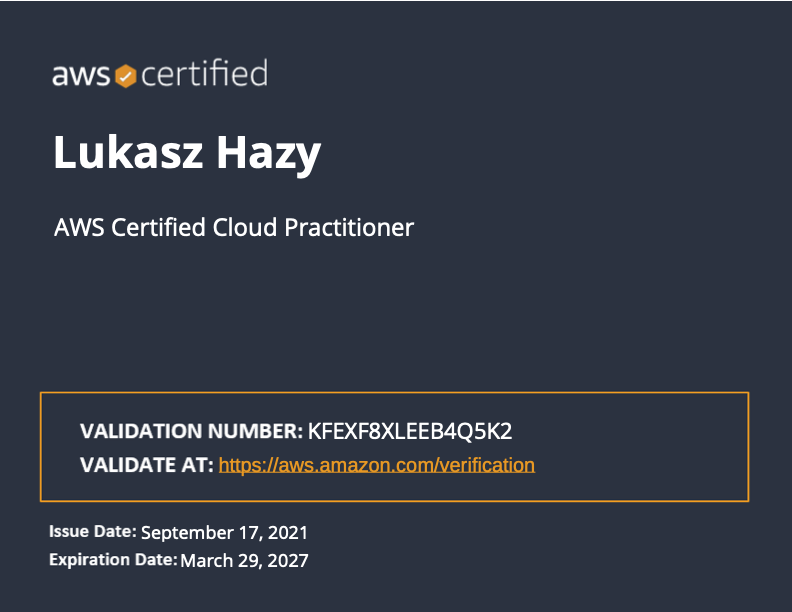 aws certified
Lukasz Hazy
AWS Certified Cloud Practitioner
VALIDATION NUMBER: KFEXF8XLEEB4Q5K2
VALIDATE AT: https://aws.amazon.com/verification
Issue Date: September 17, 2021
Expiration Date: March 29, 2027